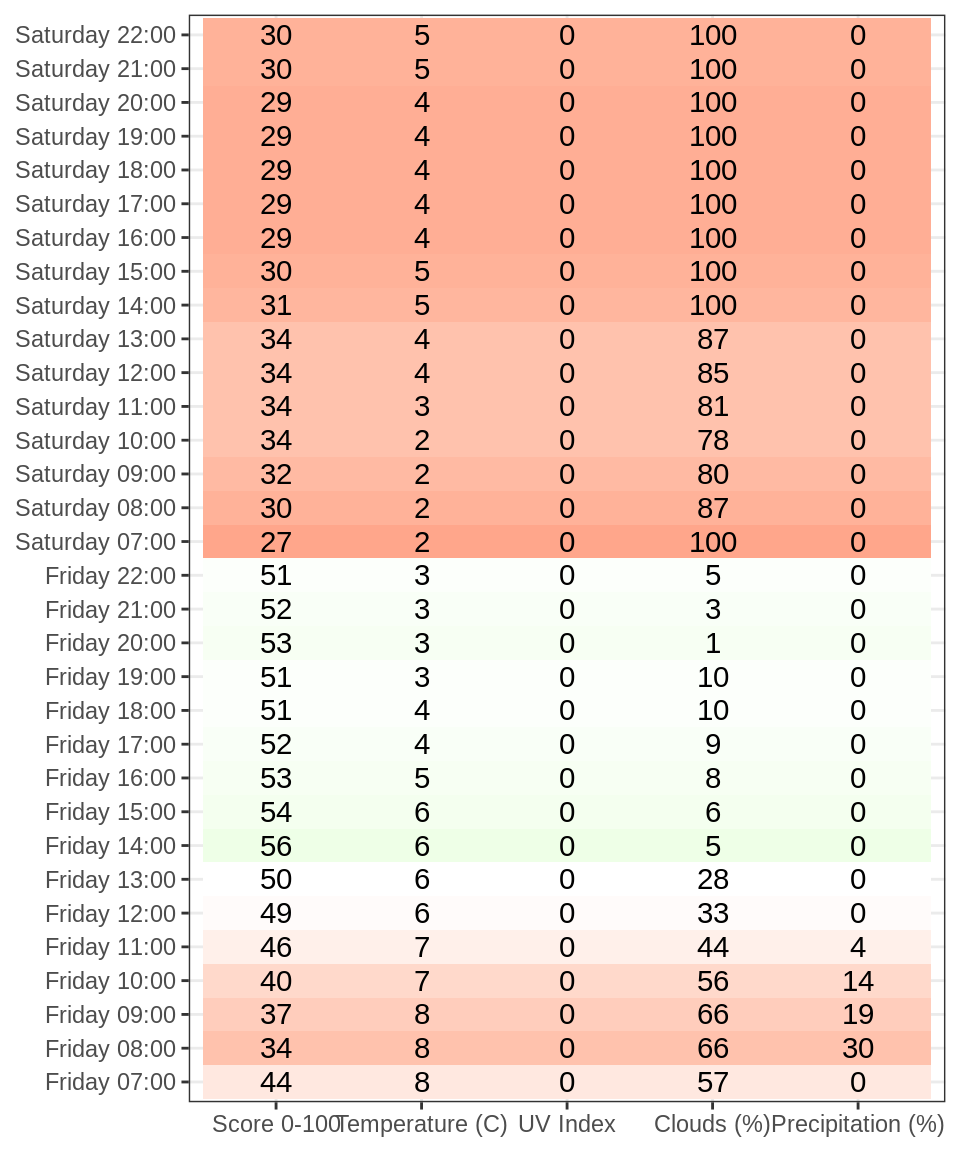 Saturday 22:00 30 5 0 100 0
Saturday 21:00 30 5 0 100 0
Saturday 20:00 29 4 0 100 0
Saturday 19:00 29 4 0 100 0
Saturday 18:00 29 4 0 100 0
Saturday 17:00 29 4 0 100 0
Saturday 16:00 29 4 0 100 0
Saturday 15:00 30 5 0 100 0
Saturday 14:00 31 5 0 100 0
Saturday 13:00 34 4 0 87 0
Saturday 12:00 34 4 0 85 0
Saturday 11:00 34 3 0 81 0
Saturday 10:00 34 2 0 78 0
Saturday 09:00 32 2 0 80 0
Saturday 08:00 30 2 0 87 0
Saturday 07:00 27 2 0 100 0
Friday 22:00 51 3 0 5 0
Friday 21:00 52 3 0 3 0
Friday 20:00 53 3 0 1 0
Friday 19:00 51 3 0 10 0
Friday 18:00 51 4 0 10 0
Friday 17:00 52 4 0 9 0
Friday 16:00 53 5 0 8 0
Friday 15:00 54 6 0 6 0
Friday 14:00 56 6 0 5 0
Friday 13:00 50 6 0 28 0
Friday 12:00 49 6 0 33 0
Friday 11:00 46 7 0 44 4
Friday 10:00 40 7 0 56 14
Friday 09:00 37 8 0 66 19
Friday 08:00 34 8 0 66 30
Friday 07:00 44 8 0 57 0
Score 0-100 Temperature (C) UV Index Clouds (%) Precipitation (%)